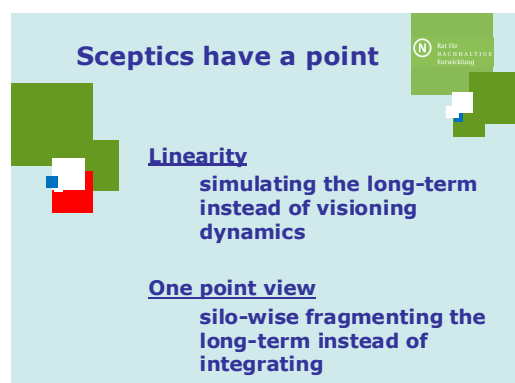 Sceptics have a point
N
Rat für
NACHHALTIGE
Entwicklung
Linearity
simulating the long-term
instead of visioning
dynamics
One point view
silo-wise fragmenting the
long-term instead of
integrating